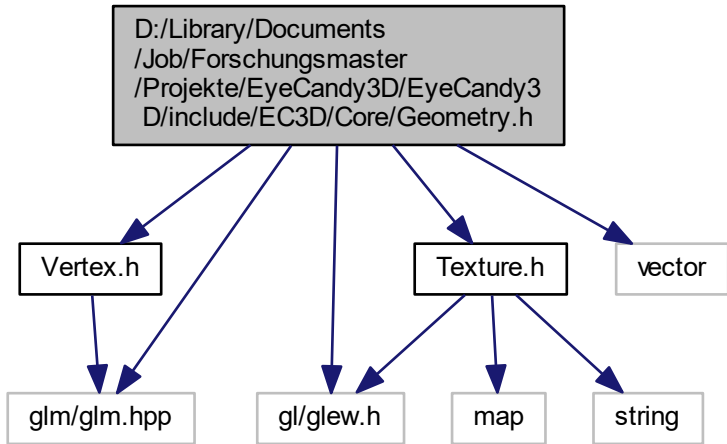 D:/Library/Documents
/Job/Forschungsmaster
/Projekte/EyeCandy3D/EyeCandy3
D/include/EC3D/Core/Geometry.h
Vertex.h
Texture.h
vector
glm/glm.hpp
gl/glew.h
map
string